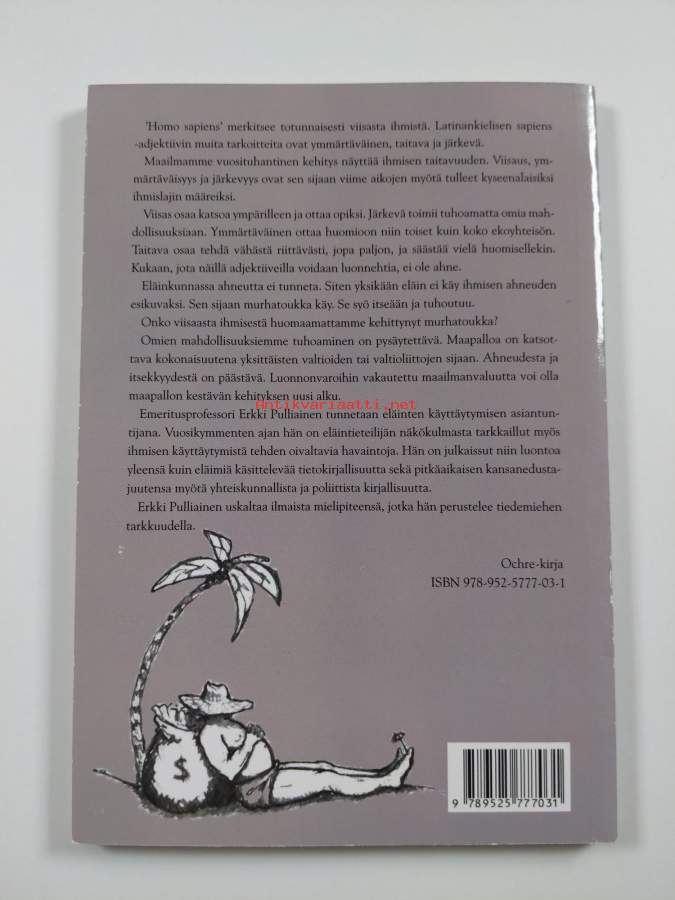 'Homo sapiens' merkitsee totunnaisesti viisasta ihmistä. Latinankielisen sapiens
-adjektiivin muita tarkoitteita ovat ymmärtäväinen, taitava ja järkevä.
Maailmamme vuosituhantinen kehitys näyttää ihmisen taitavuuden. Viisaus, ym-
märtäväisyys ja järkevyys ovat sen sijaan viime aikojen myötä tulleet kyseenalaisiksi
ihmislajin määreiksi.
Viisas osaa katsoa ympärilleen ja ottaa opiksi. Järkevä toimii tuhoamatta omia mah-
dollisuuksiaan. Ymmärtäväinen ottaa huomioon niin toiset kuin koko ekoyhteisön.
Taitava osaa tehdä vähästä riittävästi, jopa paljon, ja säästää vielä huomisellekin.
Kukaan, jota näillä adjektiiveilla voidaan luonnehtia, ei ole ahne.
Eläinkunnassa ahneutta ei tunneta. Siten yksikään eläin ei käy ihmisen ahneuden
esikuvaksi. Sen sijaan murhatoukka käy. Se syö itseään ja tuhoutuu.
Onko viisaasta ihmisestä huomaamattamme kehittynyt murhatoukka?
Omien mahdollisuuksiemme tuhoaminen on pysäytettävä. Maapalloa on katsot-
tava kokonaisuutena yksittäisten valtioiden tai valtioliittojen sijaan. Ahneudesta ja
itsekkyydestä on päästävä. Luonnonvaroihin vakautettu maailmanvaluutta voi olla
maapallon kestävän kehityksen uusi alku.
Antikvariaatti.net
Emeritusprofessori Erkki Pulliainen tunnetaan eläinten käyttäytymisen asiantun-
tijana. Vuosikymmenten ajan hän on eläintieteilijän näkökulmasta tarkkaillut myös
ihmisen käyttäytymistä tehden oivaltavia havaintoja. Hän on julkaissut niin luontoa
yleensä kuin eläimiä käsittelevää tietokirjallisuutta sekä pitkäaikaisen kansanedusta-
juutensa myötä yhteiskunnallista ja poliittista kirjallisuutta.
Erkki Pulliainen uskaltaa ilmaista mielipiteensä, jotka hän perustelee tiedemiehen
tarkkuudella.
Ochre-kirja
ISBN 978-952-5777-03-1
$
9 789525 777031